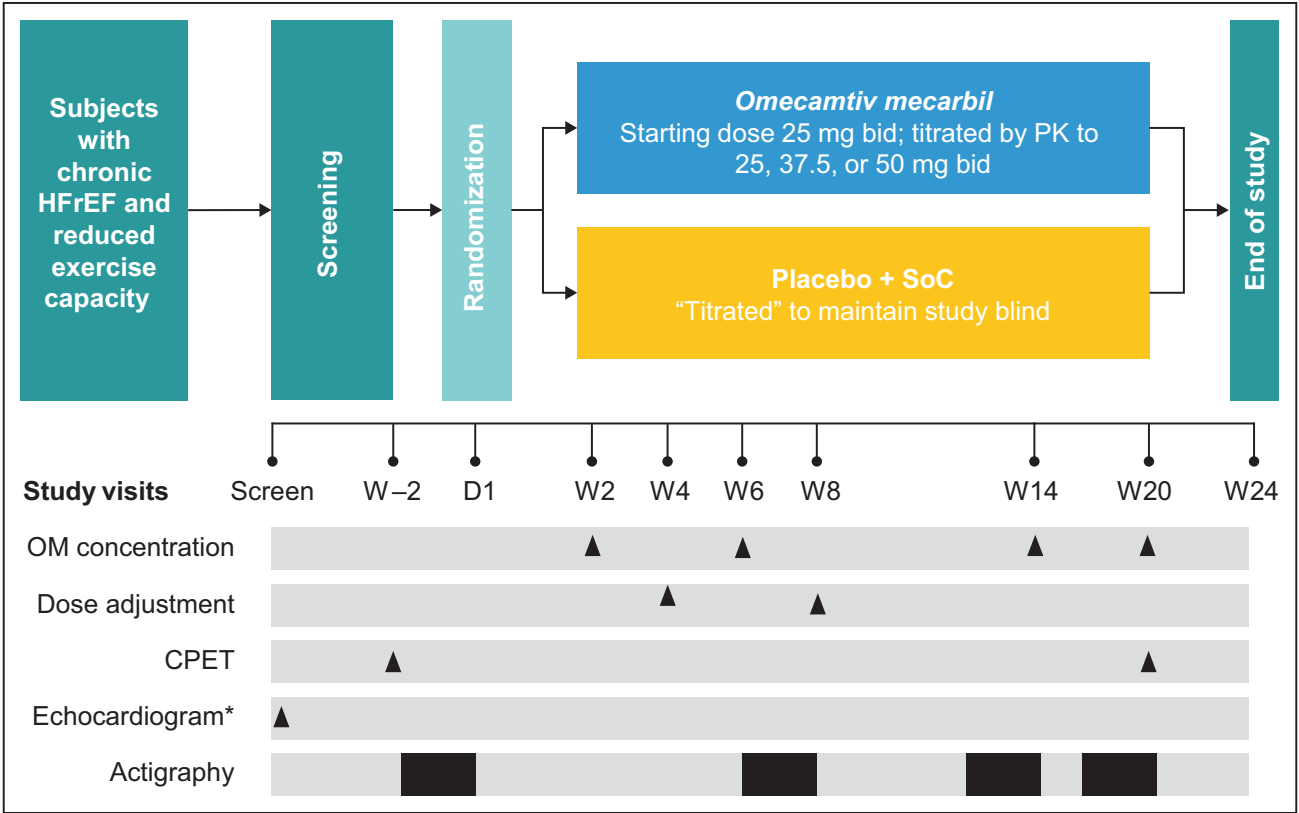 Subjects
with
chronic
HFrEF and
reduced
exercise
capacity
Screening
Randomization
Omecamtiv mecarbil
Starting dose 25 mg bid; titrated by PK to
25, 37.5, or 50 mg bid
Placebo + SoC
“Titrated” to maintain study blind
End of study
Study visits Screen W–2 D1 W2 W4 W6 W8 W14 W20 W24
OM concentration
Dose adjustment
CPET
Echocardiogram*
Actigraphy